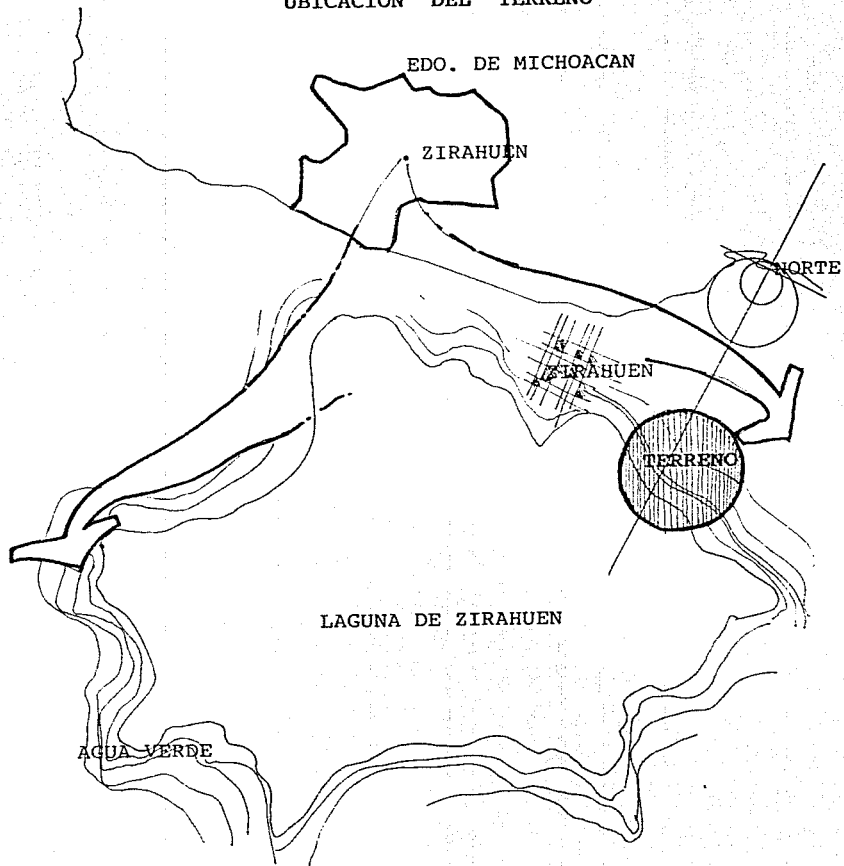 UBICACION DEL TERRENO
EDO. DE MICHOACAN
ZIRAHUEN
NORTE
ZIRAHUEN
TERRENO
LAGUNA DE ZIRAHUEN
AGUA VERDE